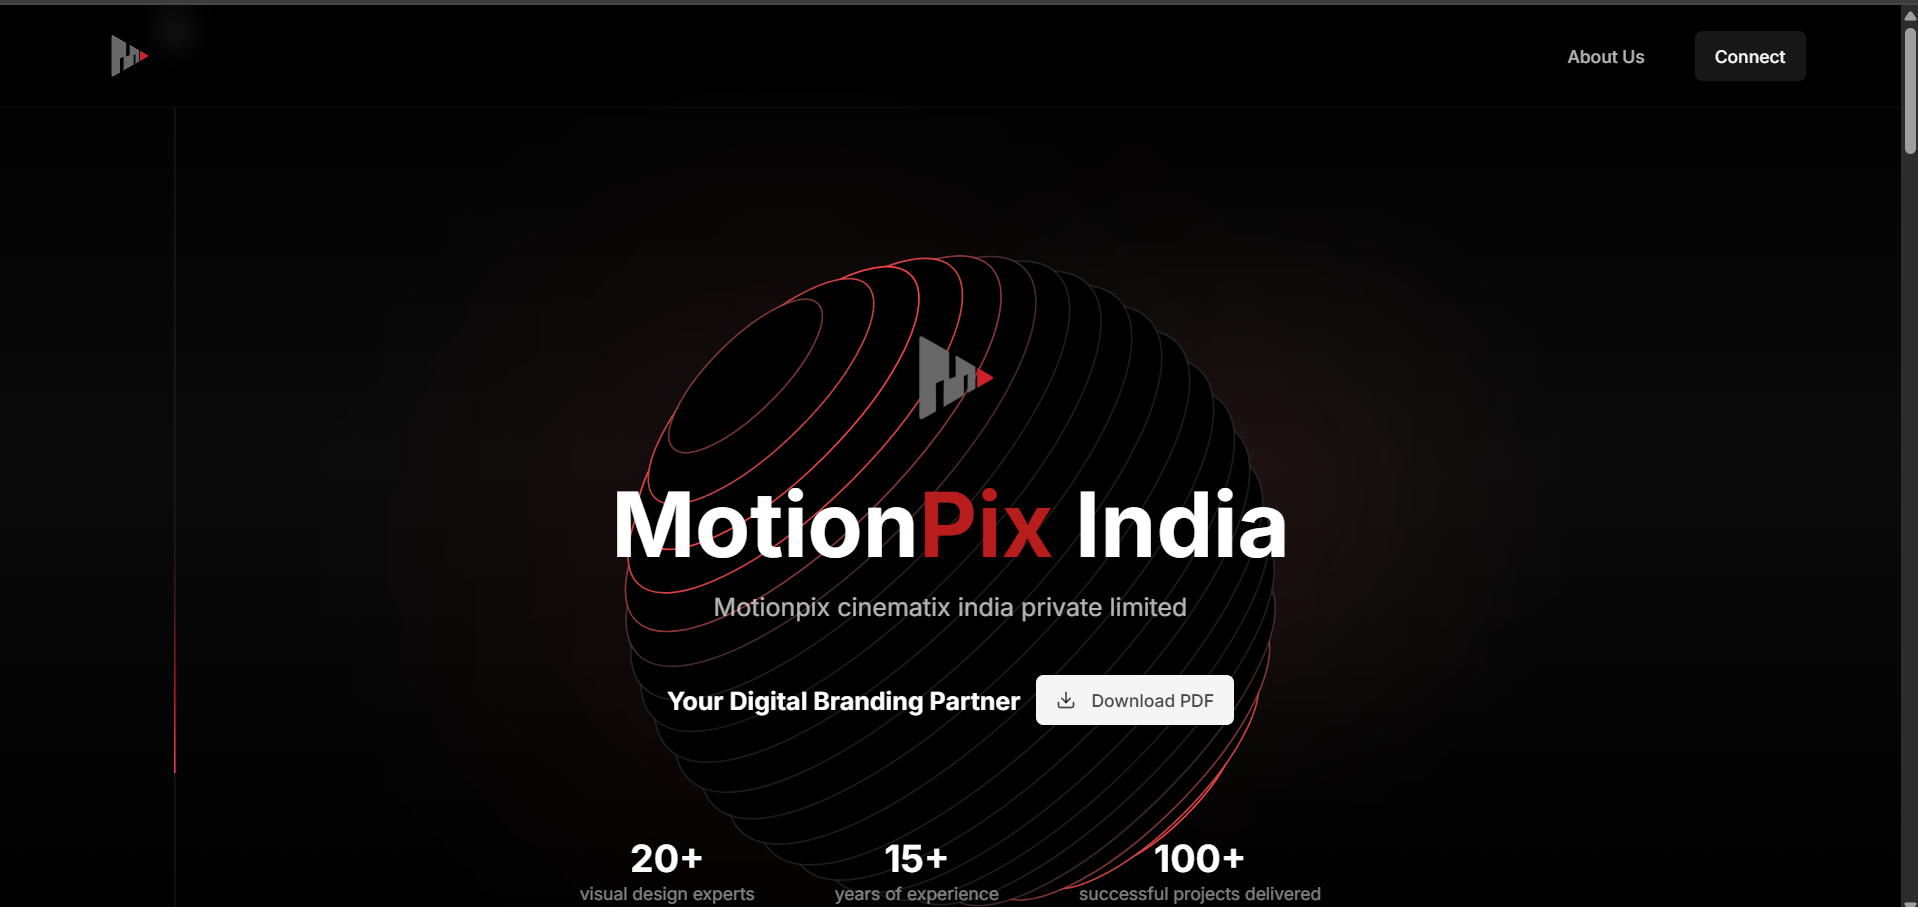 About Us
Connect
MotionPix India
Motionpix cinematix india private limited
Your Digital Branding Partner
Download PDF
20+
visual design experts
15+
years of experience
100+
successful projects delivered